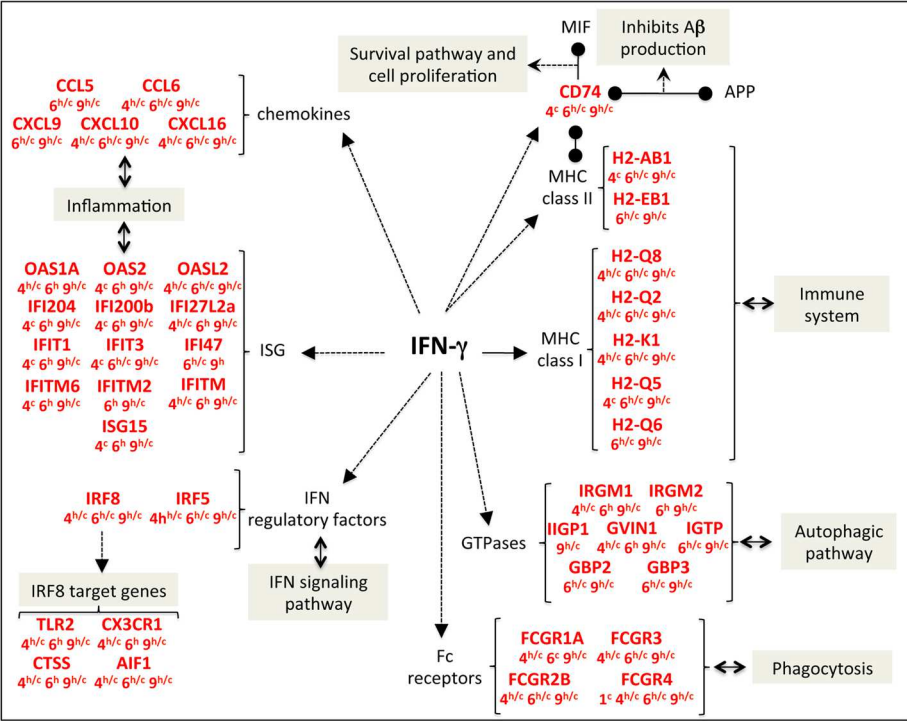 MIF
Inhibits Aβ
production
Survival pathway and
cell proliferation
CD74
4ᶜ 6ʰ/ᶜ 9ʰ/ᶜ
APP
CCL5 CCL6
6ʰ/ᶜ 9ʰ/ᶜ 4ʰ/ᶜ 6ʰ/ᶜ 9ʰ/ᶜ
CXCL9 CXCL10 CXCL16
6ʰ/ᶜ 9ʰ/ᶜ 4ʰ/ᶜ 6ʰ/ᶜ 9ʰ/ᶜ 4ʰ/ᶜ 6ʰ/ᶜ 9ʰ/ᶜ
chemokines
Inflammation
MHC
class II
H2-AB1
4ᶜ 6ʰ/ᶜ 9ʰ/ᶜ
H2-EB1
6ʰ/ᶜ 9ʰ/ᶜ
OAS1A OAS2 OASL2
4ʰ/ᶜ 6ʰ 9ʰ/ᶜ 4ᶜ 6ʰ 9ʰ/ᶜ 4ʰ/ᶜ 6ʰ 9ʰ/ᶜ
IFI204 IFI200b IFI27L2a
4ᶜ 6ʰ 9ʰ/ᶜ 4ᶜ 6ʰ 9ʰ/ᶜ 4ʰ/ᶜ 6ʰ 9ʰ/ᶜ
IFIT1 IFIT3 IFI47
4ᶜ 6ʰ 9ʰ/ᶜ 4ᶜ 6ʰ 9ʰ/ᶜ 6ʰ/ᶜ 9ʰ
IFITM6 IFITM2 IFITM
4ᶜ 6ʰ 9ʰ/ᶜ 6ʰ 9ʰ/ᶜ 4ʰ/ᶜ 6ʰ 9ʰ/ᶜ
ISG15
4ᶜ 6ʰ 9ʰ/ᶜ
ISG
IFN-γ
MHC
class I
H2-Q8
4ʰ/ᶜ 6ʰ/ᶜ 9ʰ/ᶜ
H2-Q2
4ʰ/ᶜ 6ʰ/ᶜ 9ʰ/ᶜ
H2-K1
4ʰ/ᶜ 6ʰ/ᶜ 9ʰ/ᶜ
H2-Q5
4ᶜ 6ʰ/ᶜ 9ʰ/ᶜ
H2-Q6
6ʰ/ᶜ 9ʰ/ᶜ
Immune
system
IRF8 IRF5
4ʰ/ᶜ 6ʰ/ᶜ 9ʰ/ᶜ 4hʰ/ᶜ 6ʰ/ᶜ 9ʰ/ᶜ
IFN
regulatory factors
IFN signaling
pathway
IRF8 target genes
TLR2 CX3CR1
4ʰ/ᶜ 6ʰ 9ʰ/ᶜ 4ʰ/ᶜ 6ʰ 9ʰ/ᶜ
CTSS AIF1
4ʰ/ᶜ 6ʰ 9ʰ/ᶜ 4ʰ/ᶜ 6ʰ/ᶜ 9ʰ/ᶜ
GTPases
IRGM1 IRGM2
4ʰ/ᶜ 6ʰ 9ʰ/ᶜ 6ʰ 9ʰ/ᶜ
IIGP1 GVIN1 IGTP
9ʰ/ᶜ 4ʰ/ᶜ 6ʰ 9ʰ/ᶜ 6ʰ/ᶜ 9ʰ/ᶜ
GBP2 GBP3
6ʰ/ᶜ 9ʰ/ᶜ 6ʰ/ᶜ 9ʰ/ᶜ
Autophagic
pathway
Fc
receptors
FCGR1A FCGR3
4ʰ/ᶜ 6ᶜ 9ʰ/ᶜ 4ʰ/ᶜ 6ʰ/ᶜ 9ʰ/ᶜ
FCGR2B FCGR4
4ʰ/ᶜ 6ʰ/ᶜ 9ʰ/ᶜ 1ᶜ 4ʰ/ᶜ 6ʰ/ᶜ 9ʰ/ᶜ
Phagocytosis